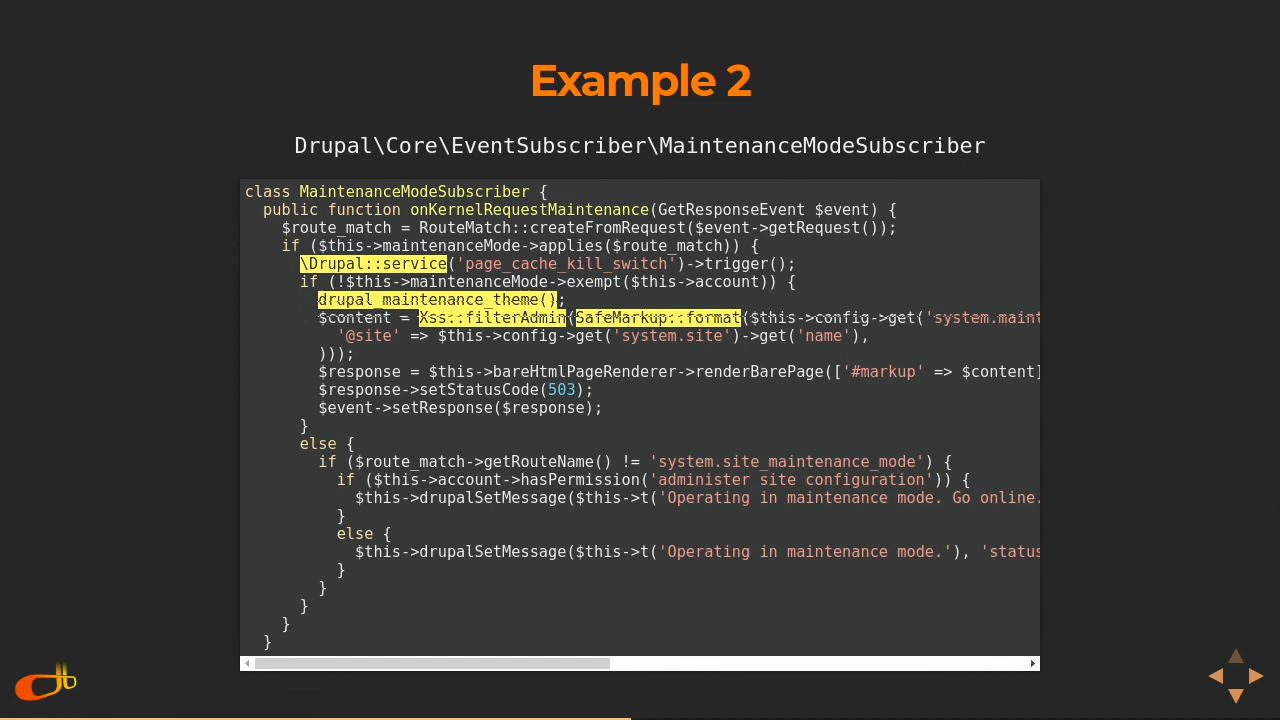 Example 2
Drupal\Core\EventSubscriber\MaintenanceModeSubscriber
class MaintenanceModeSubscriber {
  public function onKernelRequestMaintenance(GetResponseEvent $event) {
    $route_match = RouteMatch::createFromRequest($event->getRequest());
    if ($this->maintenanceMode->applies($route_match)) {
      \Drupal::service('page_cache_kill_switch')->trigger();
      if (!$this->maintenanceMode->exempt($this->account)) {
        drupal_maintenance_theme();
        $content = Xss::filterAdmin(SafeMarkup::format($this->config->get('system.maint
          '@site' => $this->config->get('system.site')->get('name'),
        )));
        $response = $this->bareHtmlPageRenderer->renderBarePage(['#markup' => $content]
        $response->setStatusCode(503);
        $event->setResponse($response);
      }
      else {
        if ($route_match->getRouteName() != 'system.site_maintenance_mode') {
          if ($this->account->hasPermission('administer site configuration')) {
            $this->drupalSetMessage($this->t('Operating in maintenance mode. Go online.
          }
          else {
            $this->drupalSetMessage($this->t('Operating in maintenance mode.'), 'status
          }
        }
      }
    }
  }